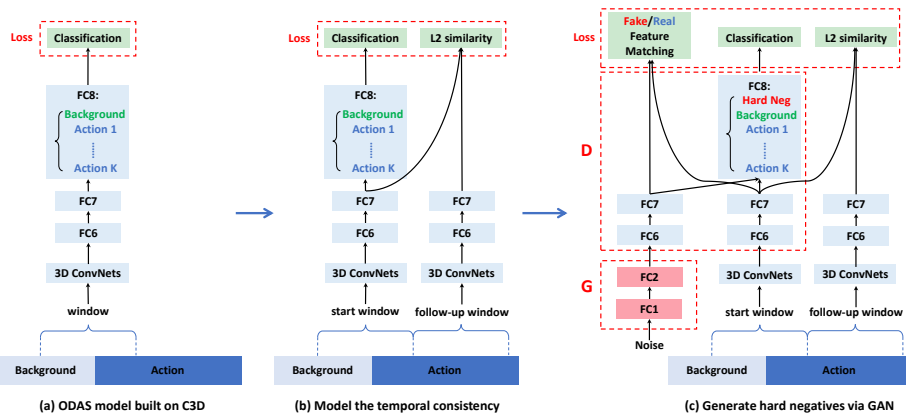 Loss
Classification
FC8:
Background
Action 1
Action K
FC7
FC6
3D ConvNets
window
Background
Action
(a) ODAS model built on C3D
Loss
Classification
L2 similarity
FC8:
Background
Action 1
Action K
FC7
FC7
FC6
FC6
3D ConvNets
3D ConvNets
start window
follow-up window
Background
Action
(b) Model the temporal consistency
Loss
Fake/Real
Feature
Matching
Classification
L2 similarity
D
FC8:
Hard Neg
Background
Action 1
Action K
FC7
FC7
FC7
FC6
FC6
FC6
G
FC2
FC1
Noise
3D ConvNets
3D ConvNets
start window
follow-up window
Background
Action
(c) Generate hard negatives via GAN